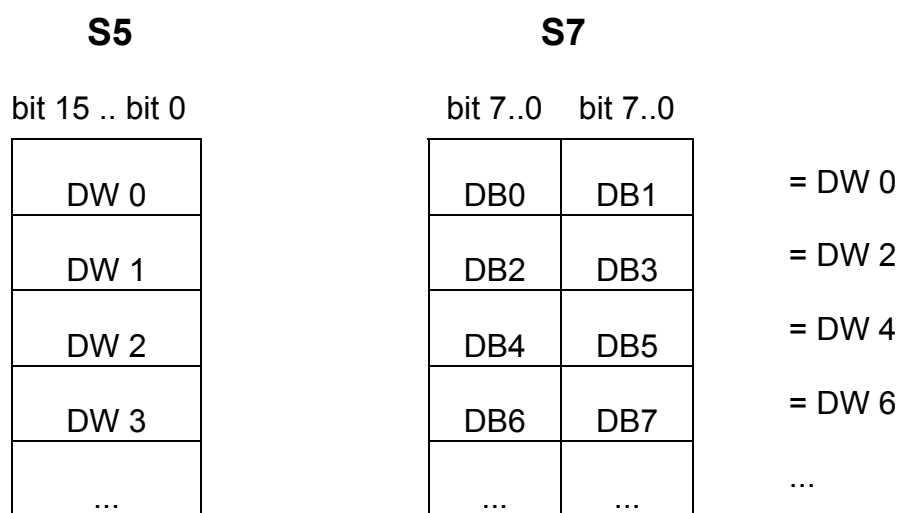 S5 S7
bit 15 .. bit 0 bit 7..0 bit 7..0
DW 0 DB0 DB1 = DW 0
DW 1 DB2 DB3 = DW 2
DW 2 DB4 DB5 = DW 4
DW 3 DB6 DB7 = DW 6
... ... ... ...